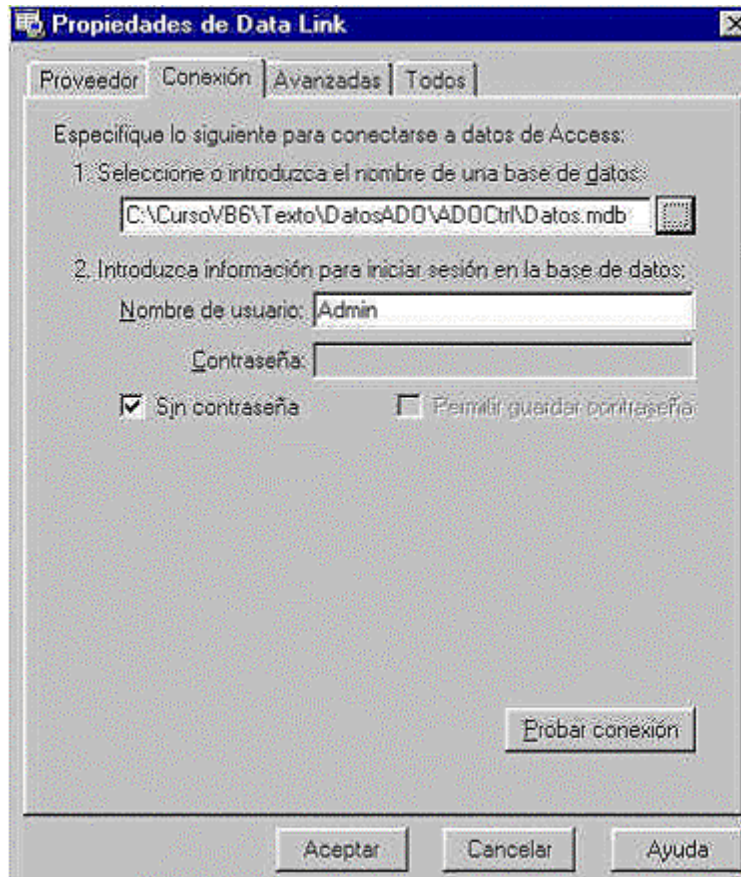 Propiedades de Data Link
Proveedor Conexión Avanzadas Todos
Especifique lo siguiente para conectarse a datos de Access:
1. Seleccione o introduzca el nombre de una base de datos:
C:\CursoVB6\Texto\DatosADO\ADOCtrl\Datos.mdb ...
2. Introduzca información para iniciar sesión en la base de datos:
Nombre de usuario: Admin
Contraseña:
Sin contraseña Permitir guardar contraseña
Probar conexión
Aceptar Cancelar Ayuda